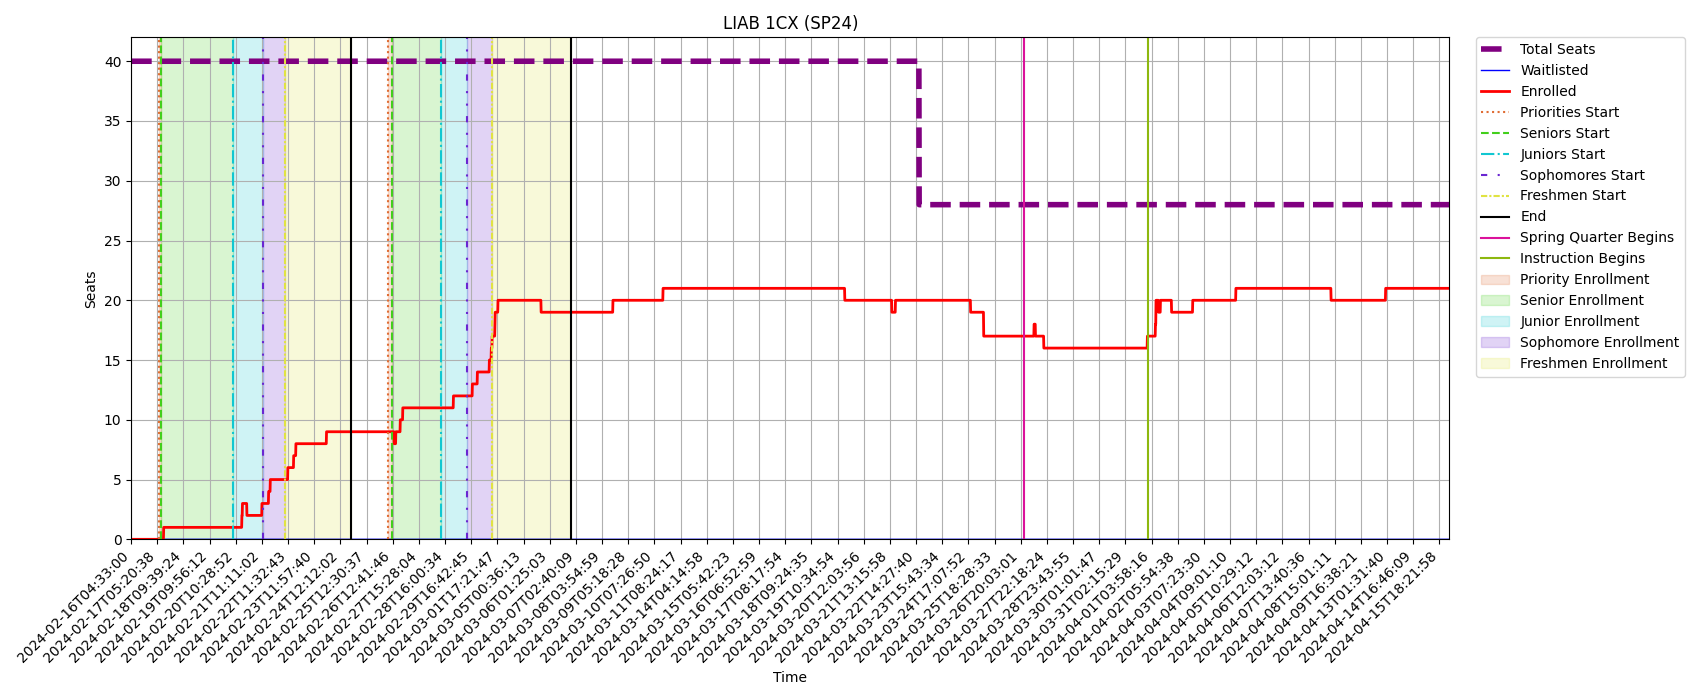 LIAB 1CX (SP24)
Total Seats
Waitlisted
Enrolled
Priorities Start
Seniors Start
Juniors Start
Sophomores Start
Freshmen Start
End
Spring Quarter Begins
Instruction Begins
Priority Enrollment
Senior Enrollment
Junior Enrollment
Sophomore Enrollment
Freshmen Enrollment
Seats
40
35
30
25
20
15
10
5
0
2024-02-16T04:33:00
2024-02-17T05:20:38
2024-02-18T09:39:24
2024-02-19T09:56:12
2024-02-20T10:28:52
2024-02-21T11:11:02
2024-02-22T11:32:43
2024-02-23T11:57:40
2024-02-24T12:12:02
2024-02-25T12:30:37
2024-02-26T12:41:46
2024-02-27T15:28:04
2024-02-28T16:00:34
2024-02-29T16:42:45
2024-03-01T17:21:47
2024-03-05T00:36:13
2024-03-06T01:25:03
2024-03-07T02:40:09
2024-03-08T03:54:59
2024-03-09T05:18:28
2024-03-10T07:26:50
2024-03-11T08:24:17
2024-03-14T04:14:58
2024-03-15T05:42:23
2024-03-16T06:52:59
2024-03-17T08:17:54
2024-03-18T09:24:35
2024-03-19T10:34:54
2024-03-20T12:03:56
2024-03-21T13:15:58
2024-03-22T14:27:40
2024-03-23T15:43:34
2024-03-24T17:07:52
2024-03-25T18:28:33
2024-03-26T20:03:01
2024-03-27T22:18:24
2024-03-28T23:43:55
2024-03-30T01:01:47
2024-03-31T02:15:29
2024-04-01T03:58:16
2024-04-02T05:54:38
2024-04-03T07:23:30
2024-04-04T09:01:10
2024-04-05T10:29:12
2024-04-06T12:03:12
2024-04-07T13:40:36
2024-04-08T15:01:11
2024-04-09T16:38:21
2024-04-13T01:31:40
2024-04-14T16:46:09
2024-04-15T18:21:58
Time